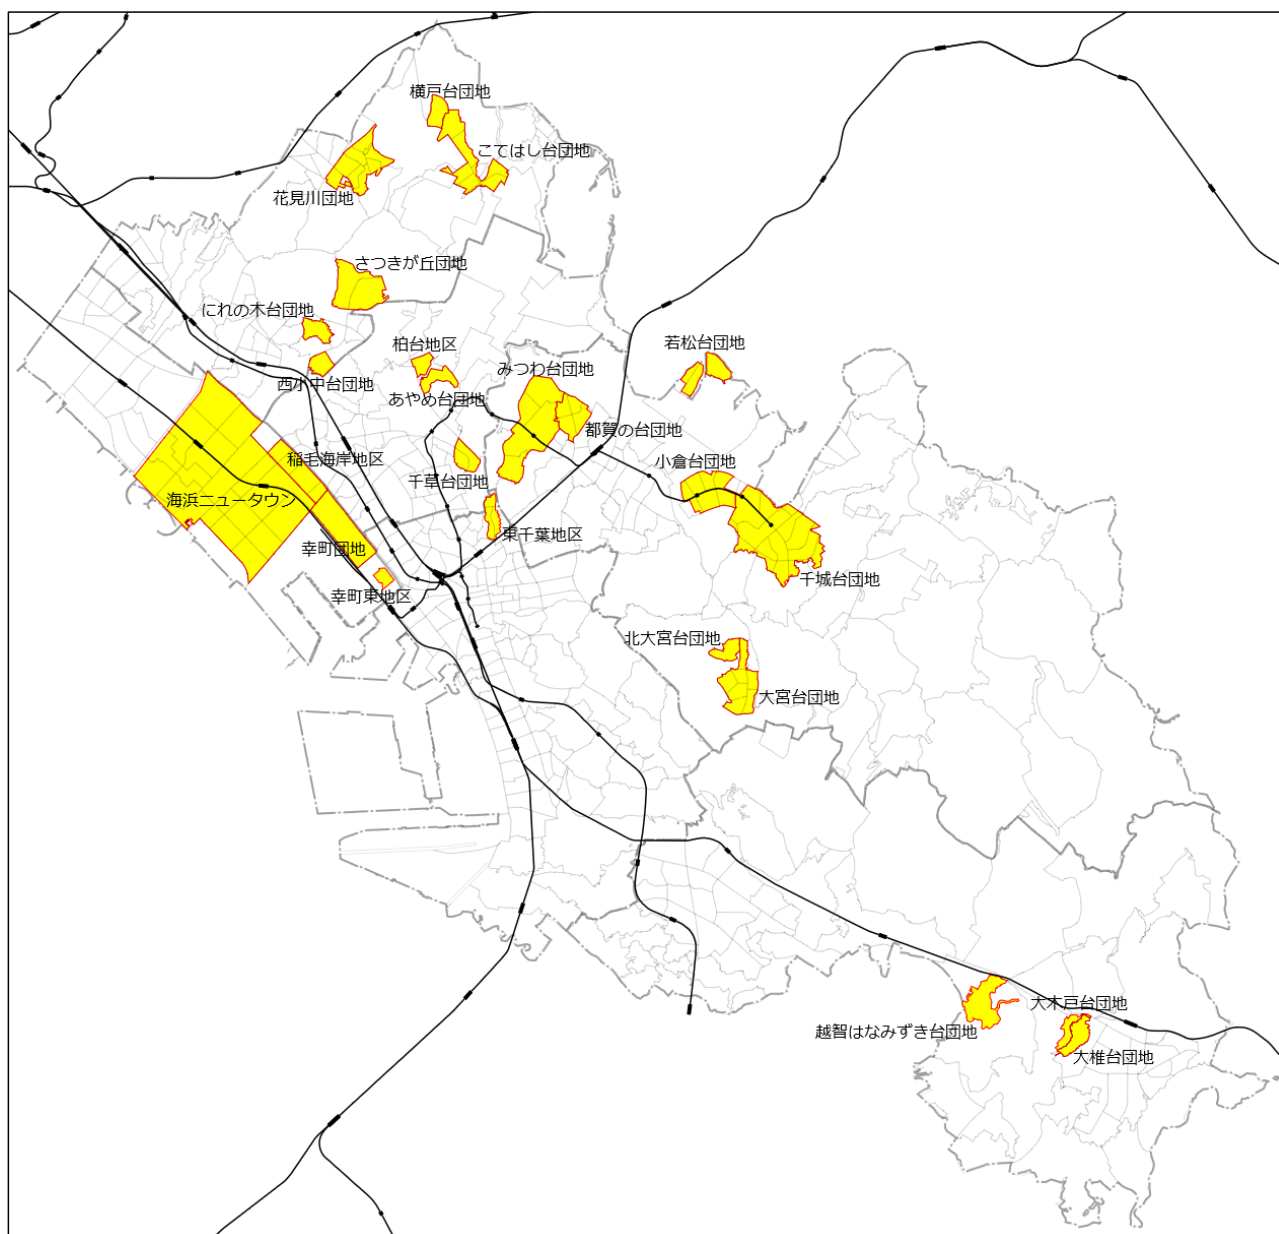 横戸台団地
こてはし台団地
花見川団地
さつきが丘団地
にれの木台団地
柏台地区
若松台団地
みつわ台団地
西小中台団地
あやめ台団地
都賀の台団地
稲毛海岸地区
小倉台団地
千草台団地
海浜ニュータウン
東千葉地区
幸町団地
千城台団地
幸町東地区
北大宮台団地
大宮台団地
大木戸台団地
越智はなみずき台団地
大椎台団地